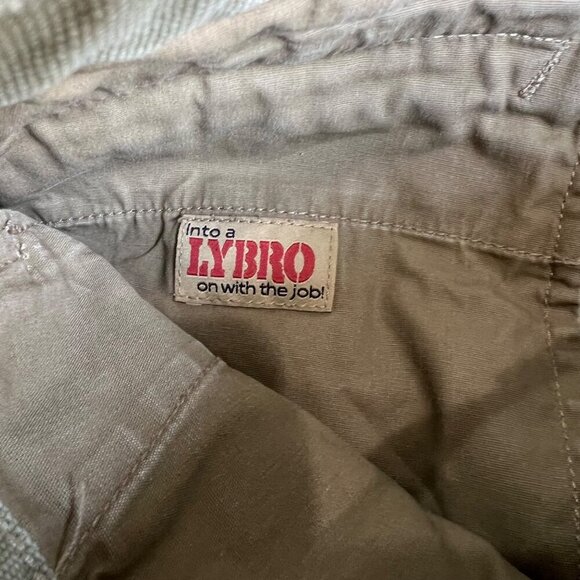 Into a
LYBRO
on with the job!